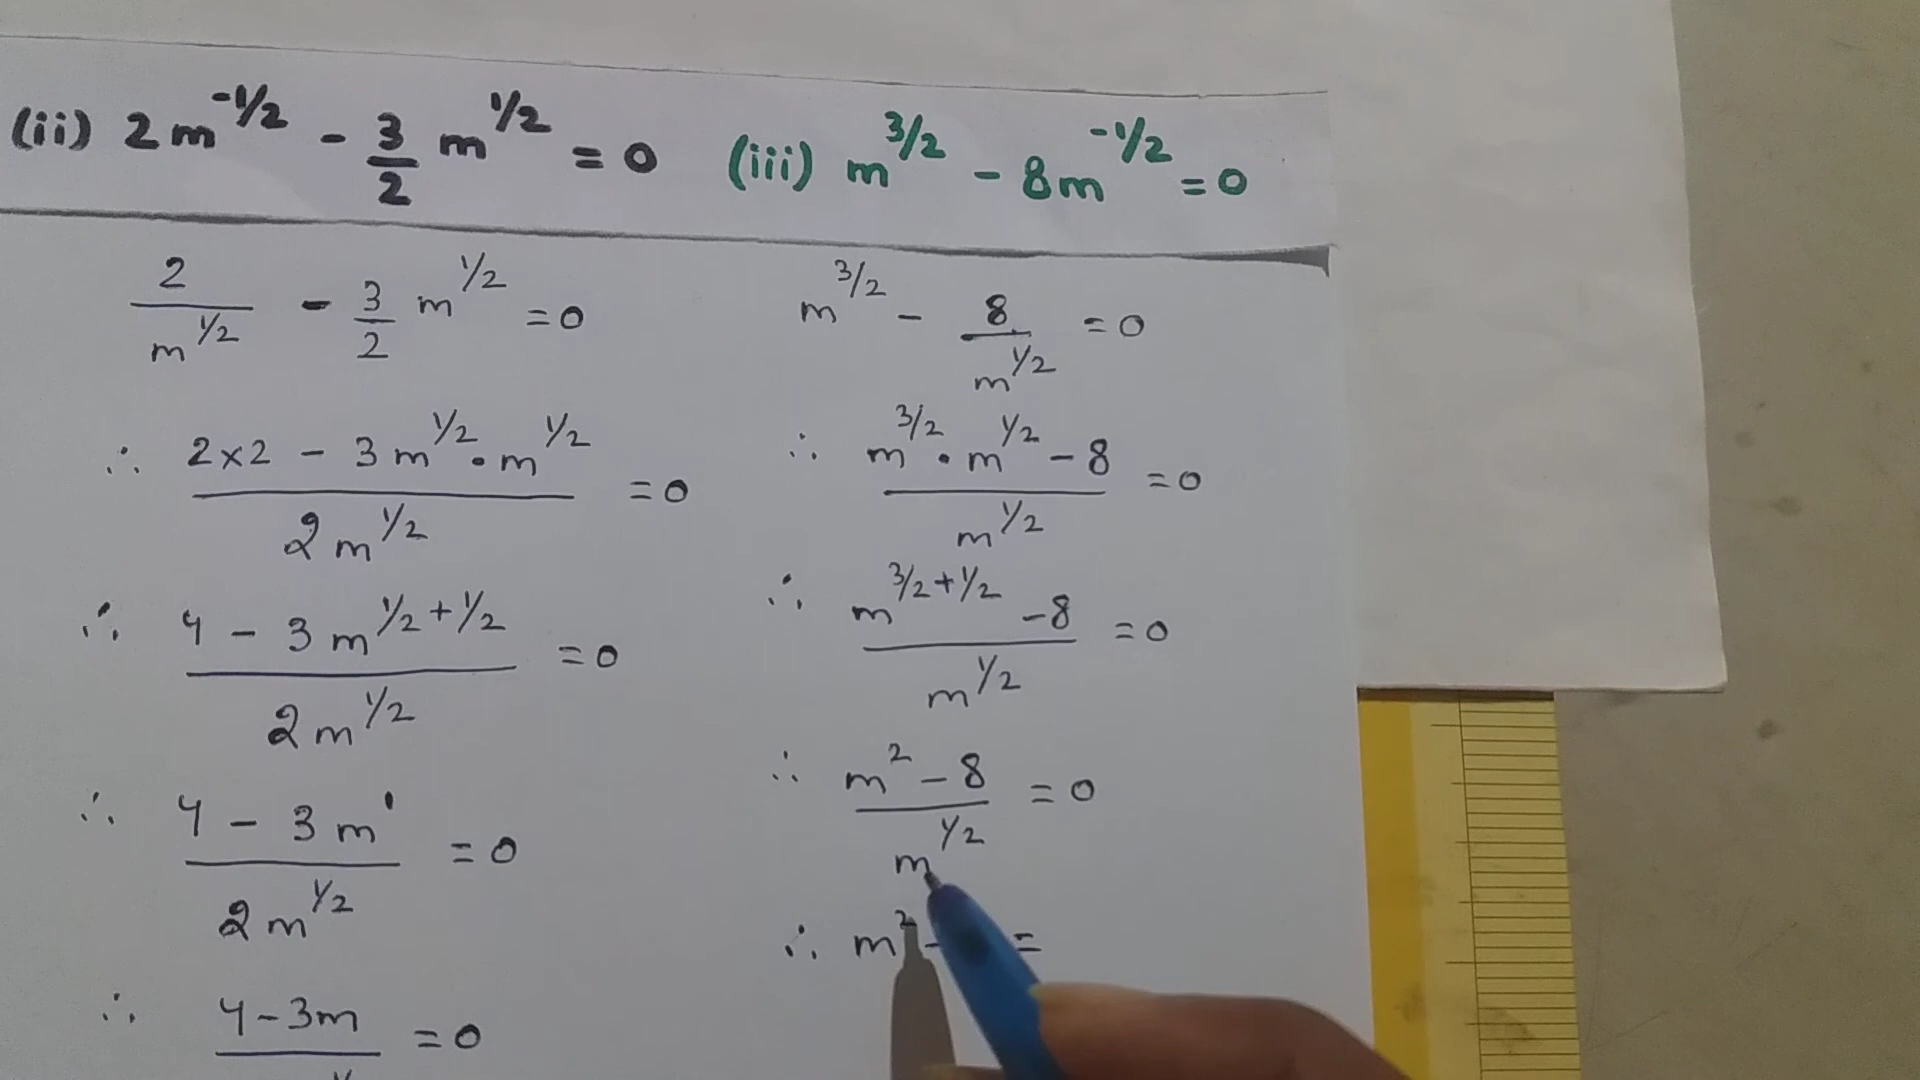 (ii) 2m^-1/2 - 3/2 m^1/2 = 0 (iii) m^3/2 - 8m^-1/2 = 0
2/m^1/2 - 3/2 m^1/2 = 0
∴ (2×2 - 3m^1/2 . m^1/2)/(2m^1/2) = 0
∴ (4 - 3m^1/2+1/2)/(2m^1/2) = 0
∴ (4 - 3m^1)/(2m^1/2) = 0
∴ 4-3m = 0
m^3/2 - 8/m^1/2 = 0
∴ (m^3/2 . m^1/2 - 8)/m^1/2 = 0
∴ (m^3/2+1/2 - 8)/m^1/2 = 0
∴ (m^2 - 8)/m^1/2 = 0
∴ m^2 - =